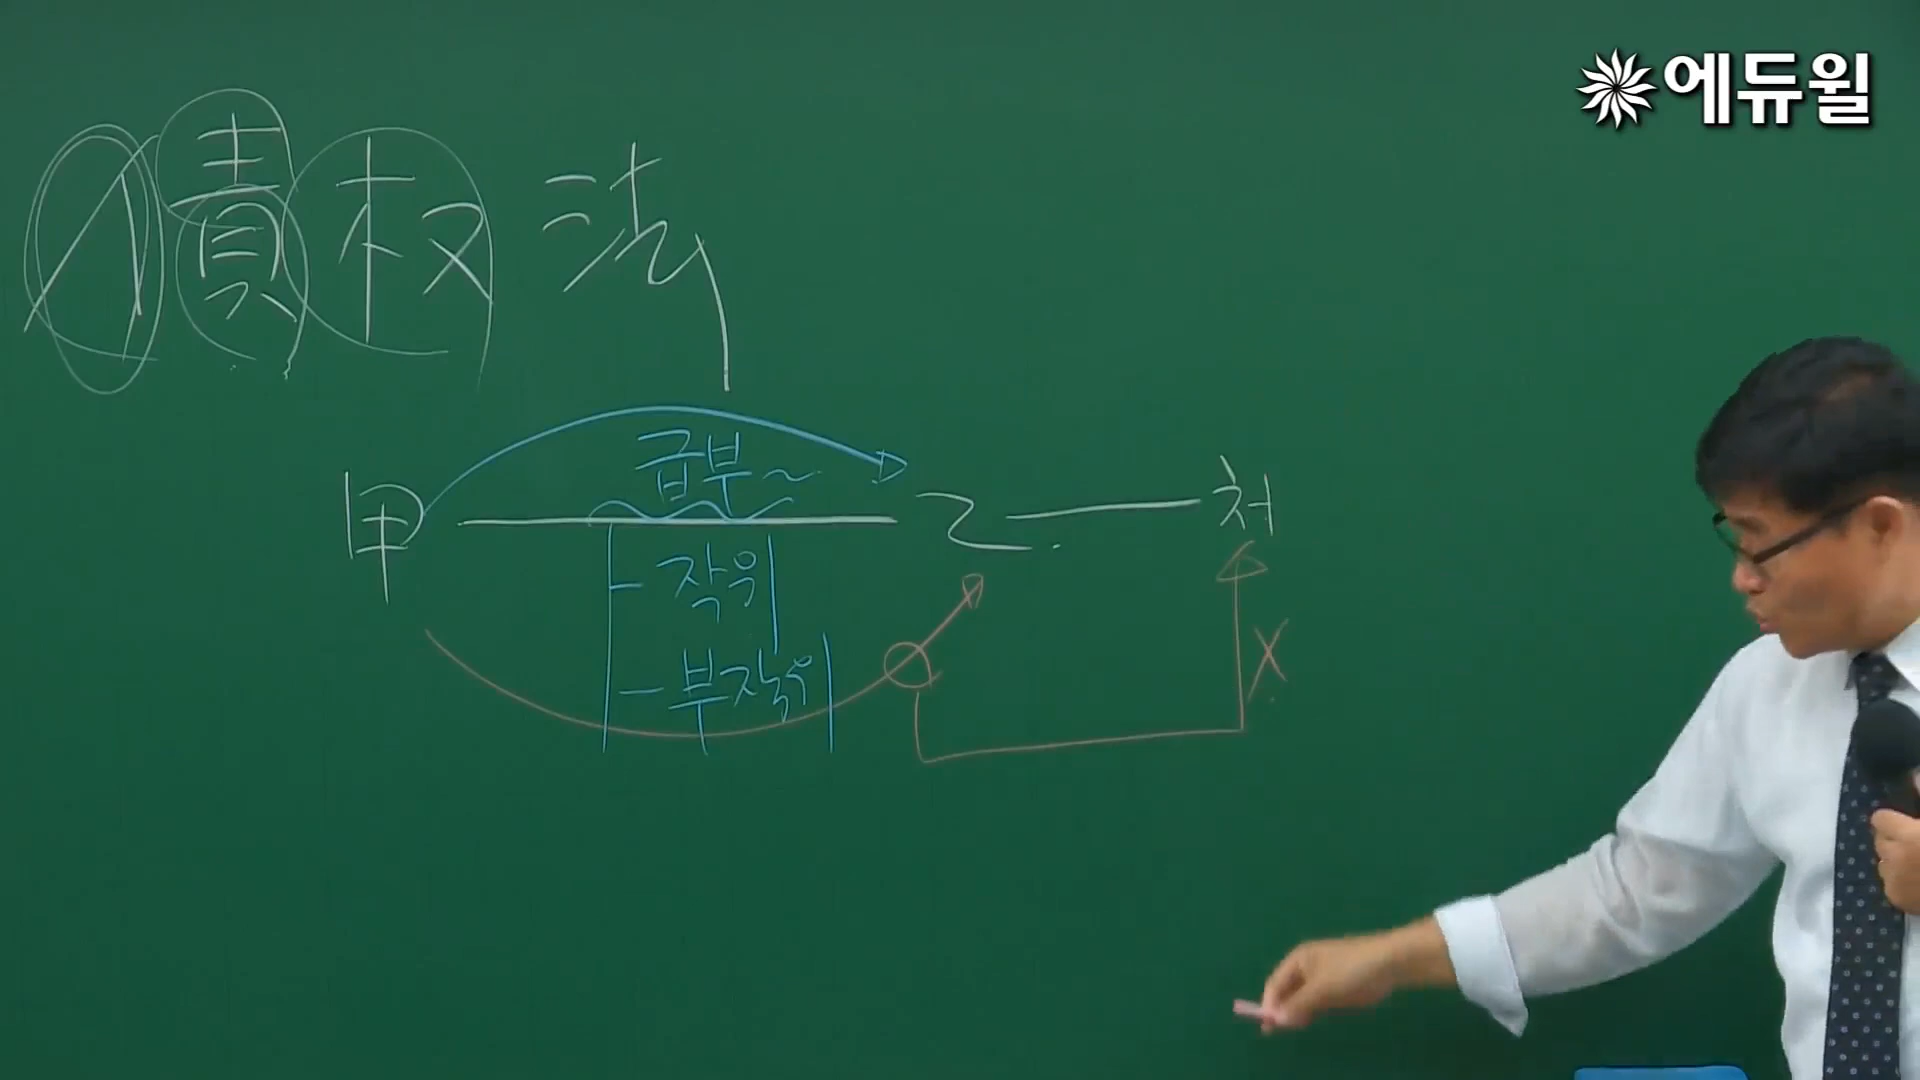 에듀윌
債權法
급부~
甲 乙 처
- 작위
- 부작위
X